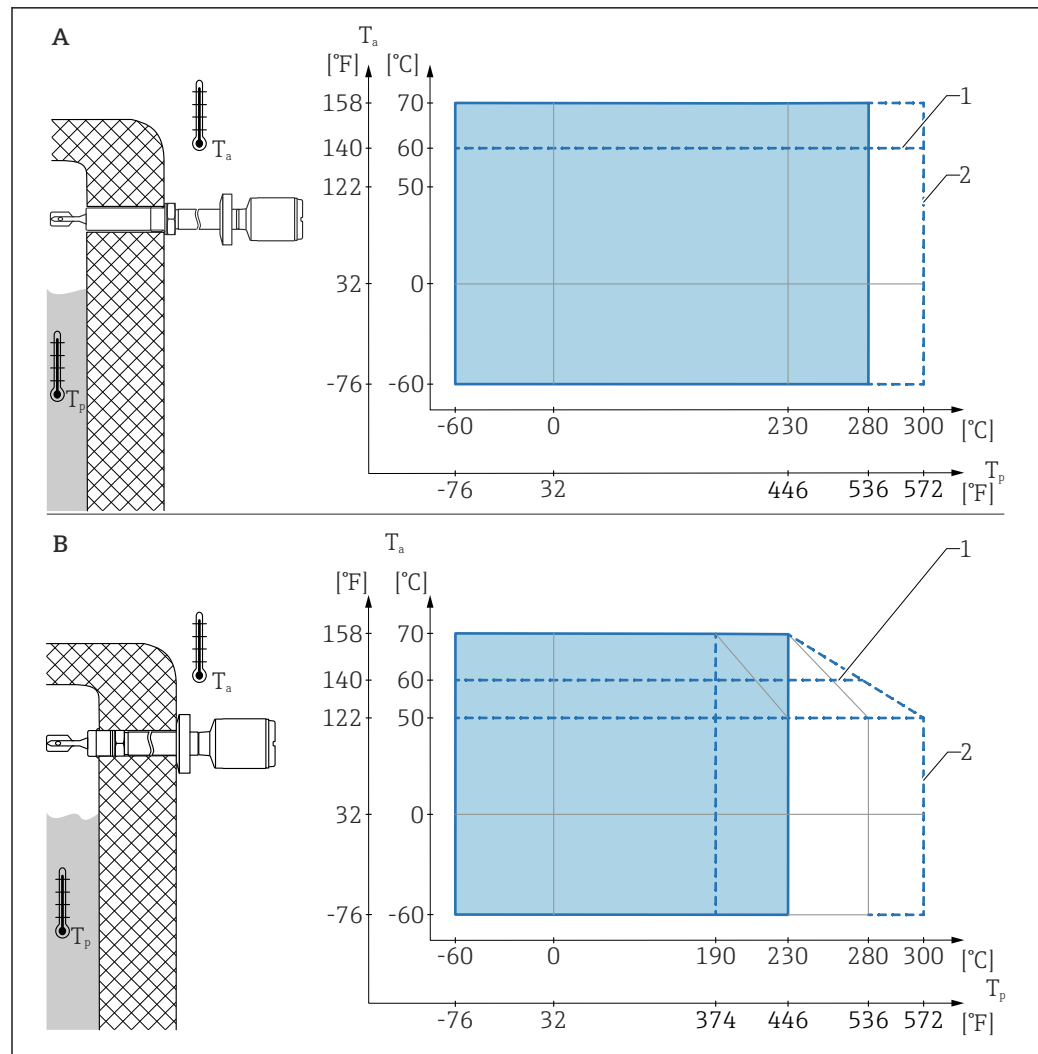 A
Tₐ
[°F] [°C]
158 70
140 60
122 50
32 0
-76 -60
-60 0 230 280 300 [°C]
Tₚ
-76 32 446 536 572 [°F]
1
2
Tₐ
Tₚ
B
Tₐ
[°F] [°C]
158 70
140 60
122 50
32 0
-76 -60
-60 0 190 230 280 300 [°C]
Tₚ
-76 32 374 446 536 572 [°F]
1
2
Tₐ
Tₚ